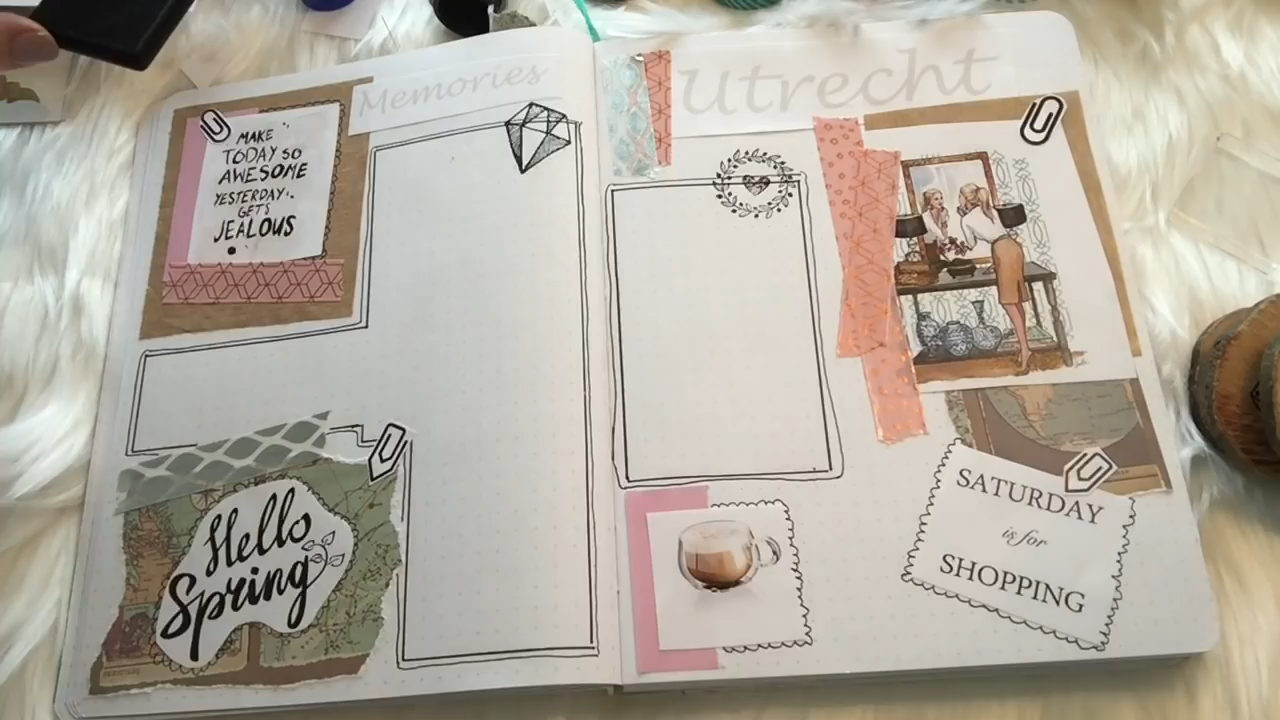 Memories
MAKE
TODAY SO
AWESOME
YESTERDAY
GETS
JEALOUS
Hello
Spring
Utrecht
SATURDAY
is for
SHOPPING